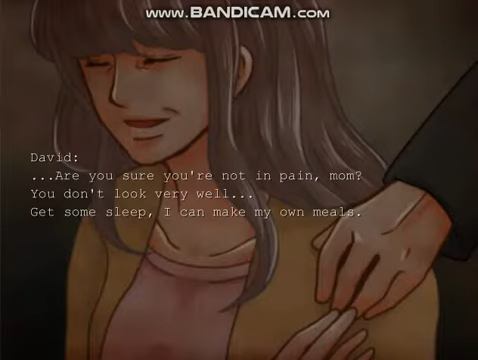 www.BANDICAM.com
David:
...Are you sure you're not in pain, mom?
You don't look very well...
Get some sleep, I can make my own meals.